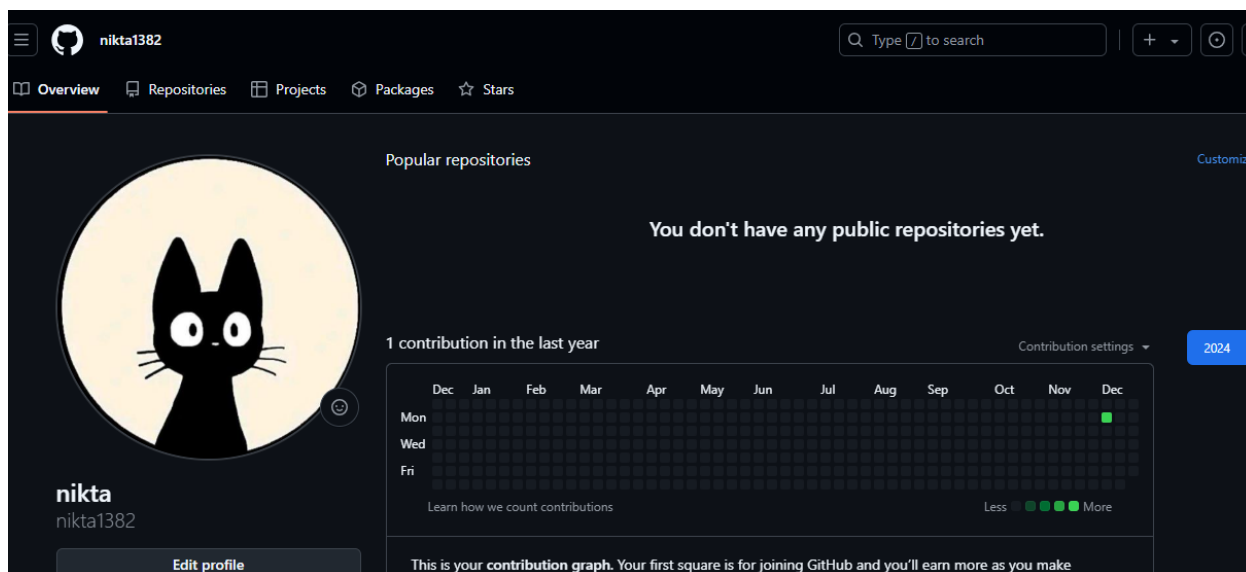 nikta1382
Type / to search
Overview
Repositories
Projects
Packages
Stars
Popular repositories
Customiz
You don't have any public repositories yet.
1 contribution in the last year
Contribution settings
2024
Dec Jan Feb Mar Apr May Jun Jul Aug Sep Oct Nov Dec
Mon
Wed
Fri
Learn how we count contributions
Less More
nikta
nikta1382
Edit profile
This is your contribution graph. Your first square is for joining GitHub and you'll earn more as you make